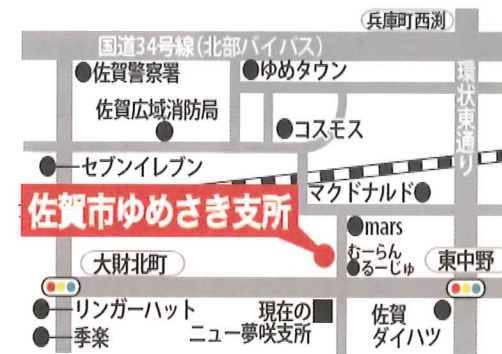 兵庫町西渕
国道34号線(北部バイパス)
佐賀警察署
ゆめタウン
環状東通り
佐賀広域消防局
コスモス
セブンイレブン
マクドナルド
佐賀市ゆめさき支所
mars
むーらん
るーじゅ
大財北町
東中野
リンガーハット
現在の
ニュー夢咲支所
佐賀
ダイハツ
季楽